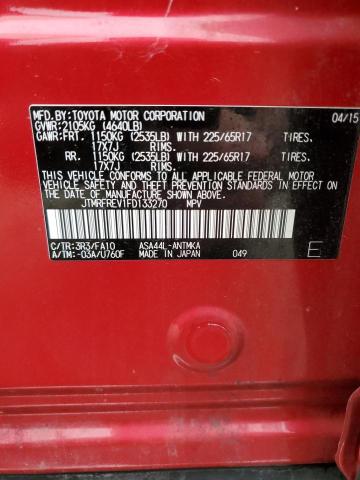 MFD.BY:TOYOTA MOTOR CORPORATION 04/15
GVWR:2105KG (4640LB)
GAWR:FRT. 1150KG (2535LB) WITH 225/65R17 TIRES,
17X7J RIMS.
RR. 1150KG (2535LB) WITH 225/65R17 TIRES,
17X7J RIMS.
THIS VEHICLE CONFORMS TO ALL APPLICABLE FEDERAL MOTOR
VEHICLE SAFETY AND BUMPER STANDARDS IN EFFECT ON
THE DATE OF MANUFACTURE SHOWN ABOVE.
JTMRFREV1FD133270 MPV
C/TR:3R3/FA10 ASA44L-ANTMKA
A/TM:-03A/U760F MADE IN JAPAN 049 E